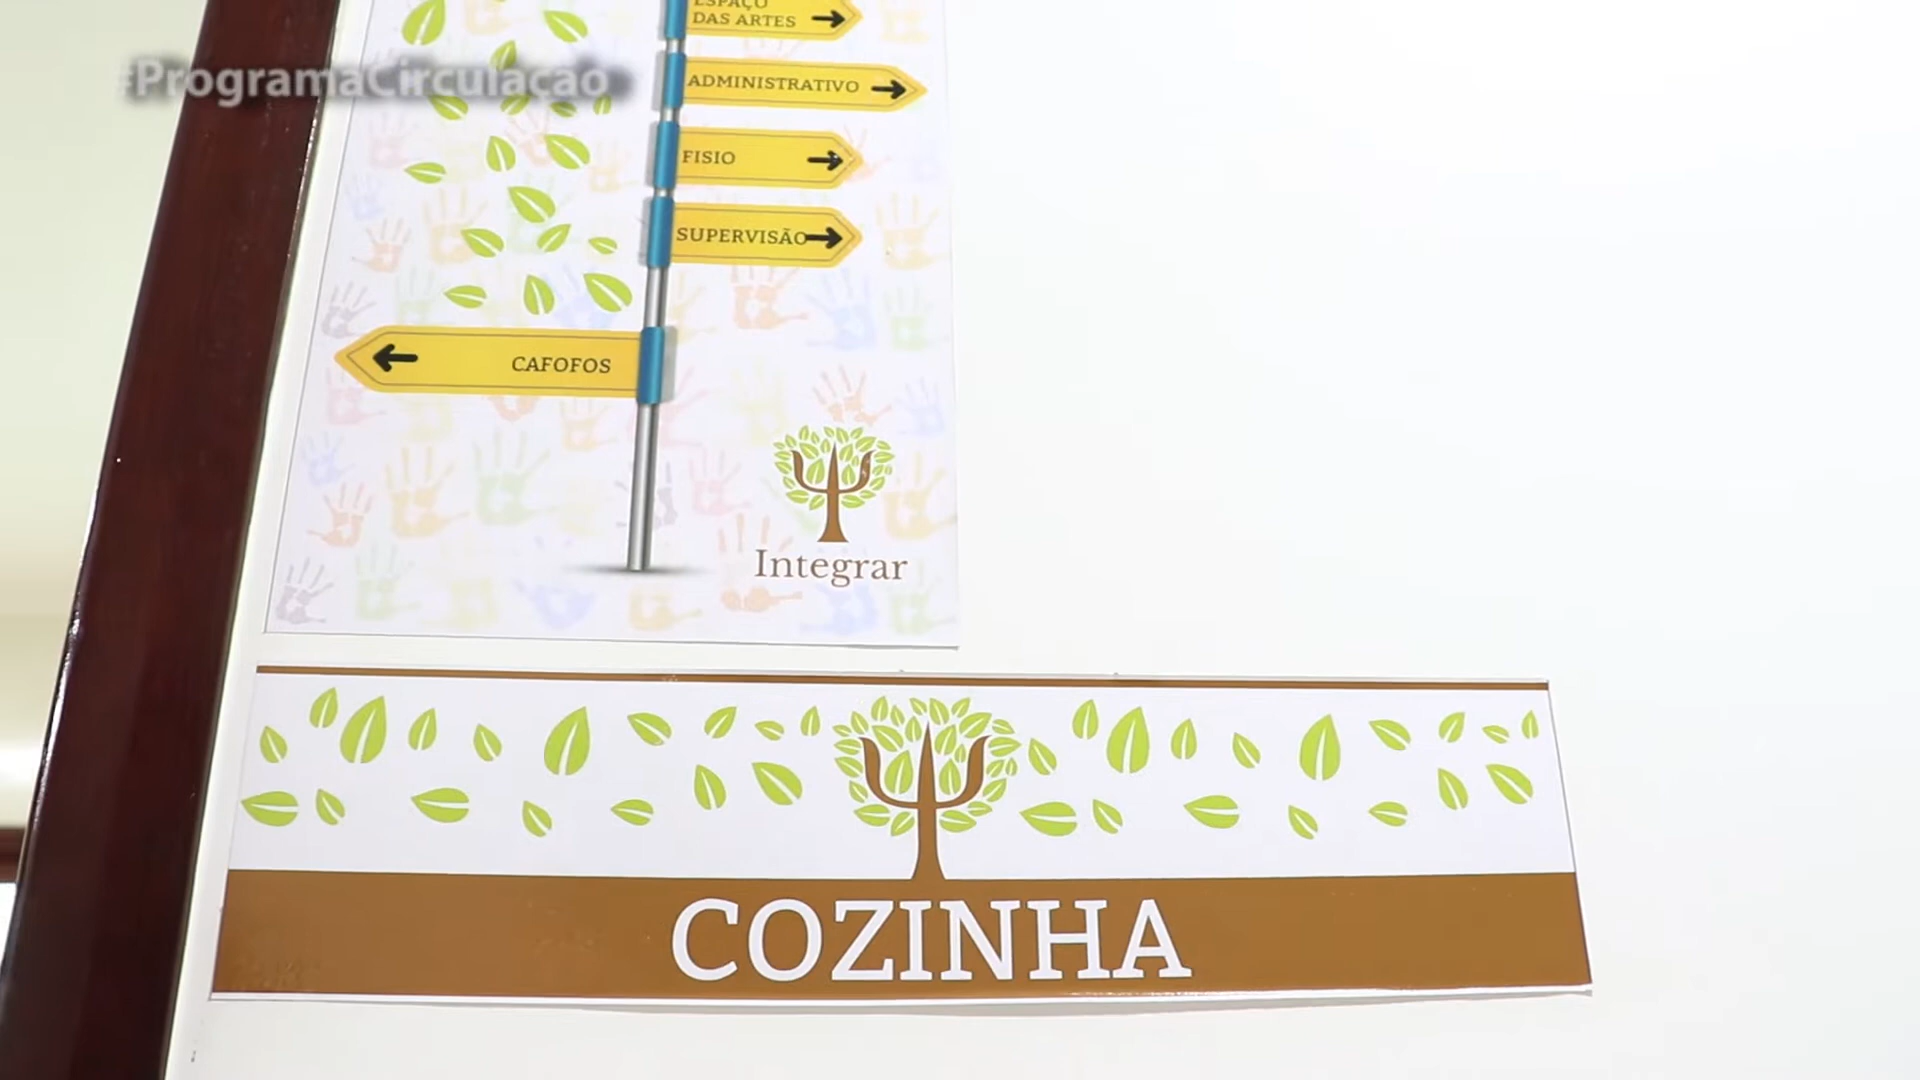 #ProgramaCirculação
ESPAÇO
DAS ARTES
ADMINISTRATIVO
FISIO
SUPERVISÃO
CAFOFOS
Integrar
COZINHA